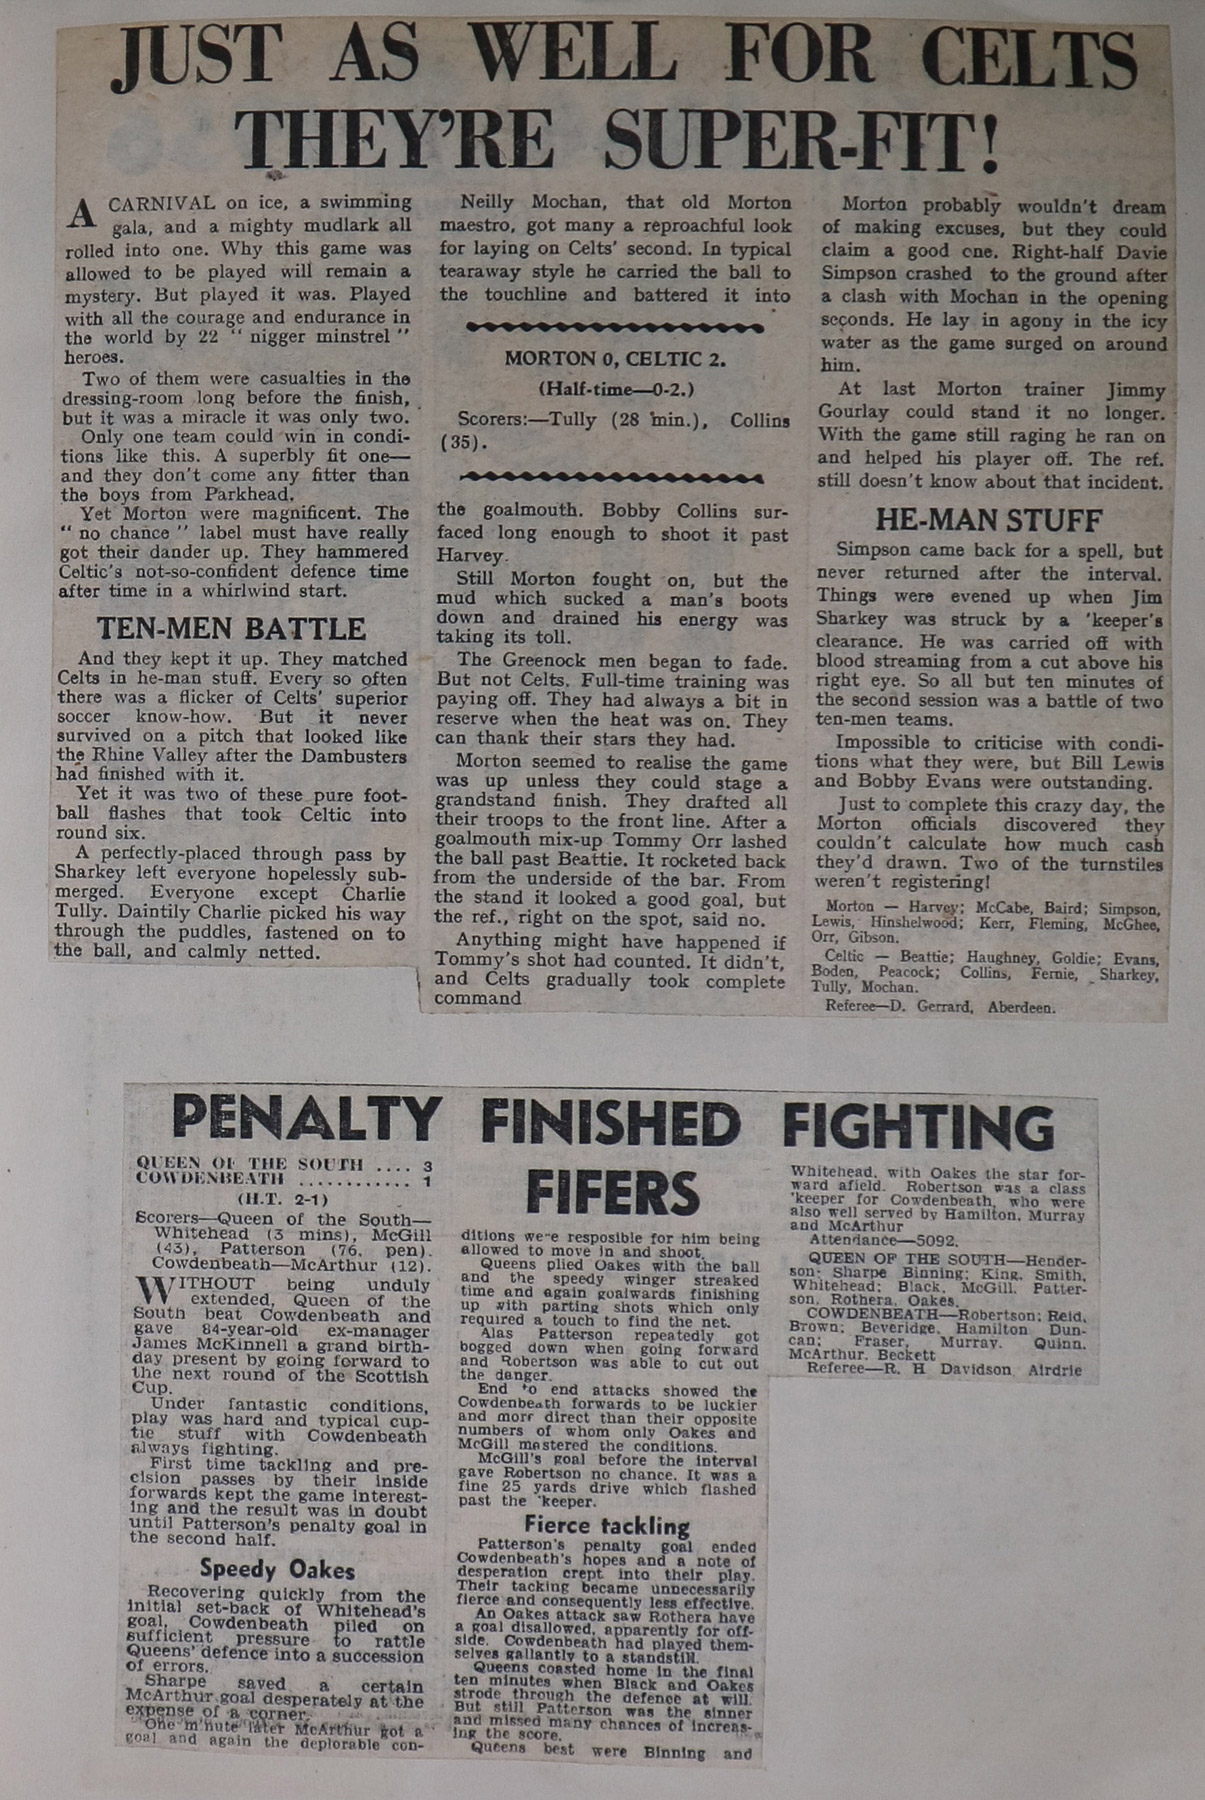 JUST AS WELL FOR CELTS
THEY'RE SUPER-FIT!
A CARNIVAL on ice, a swimming
gala, and a mighty mudlark all
rolled into one. Why this game was
allowed to be played will remain a
mystery. But played it was. Played
with all the courage and endurance in
the world by 22 " nigger minstrel "
heroes.
Two of them were casualties in the
dressing-room long before the finish,
but it was a miracle it was only two.
Only one team could win in condi-
tions like this. A superbly fit one—
and they don't come any fitter than
the boys from Parkhead.
Yet Morton were magnificent. The
" no chance " label must have really
got their dander up. They hammered
Celtic's not-so-confident defence time
after time in a whirlwind start.
TEN-MEN BATTLE
And they kept it up. They matched
Celts in he-man stuff. Every so often
there was a flicker of Celts' superior
soccer know-how. But it never
survived on a pitch that looked like
the Rhine Valley after the Dambusters
had finished with it.
Yet it was two of these pure foot-
ball flashes that took Celtic into
round six.
A perfectly-placed through pass by
Sharkey left everyone hopelessly sub-
merged. Everyone except Charlie
Tully. Daintily Charlie picked his way
through the puddles, fastened on to
the ball, and calmly netted.
Neilly Mochan, that old Morton
maestro, got many a reproachful look
for laying on Celts' second. In typical
tearaway style he carried the ball to
the touchline and battered it into
MORTON 0, CELTIC 2.
(Half-time—0-2.)
Scorers:—Tully (28 min.), Collins
(35).
the goalmouth. Bobby Collins sur-
faced long enough to shoot it past
Harvey.
Still Morton fought on, but the
mud which sucked a man's boots
down and drained his energy was
taking its toll.
The Greenock men began to fade.
But not Celts. Full-time training was
paying off. They had always a bit in
reserve when the heat was on. They
can thank their stars they had.
Morton seemed to realise the game
was up unless they could stage a
grandstand finish. They drafted all
their troops to the front line. After a
goalmouth mix-up Tommy Orr lashed
the ball past Beattie. It rocketed back
from the underside of the bar. From
the stand it looked a good goal, but
the ref., right on the spot, said no.
Anything might have happened if
Tommy's shot had counted. It didn't,
and Celts gradually took complete
command
Morton probably wouldn't dream
of making excuses, but they could
claim a good one. Right-half Davie
Simpson crashed to the ground after
a clash with Mochan in the opening
seconds. He lay in agony in the icy
water as the game surged on around
him.
At last Morton trainer Jimmy
Gourlay could stand it no longer.
With the game still raging he ran on
and helped his player off. The ref.
still doesn't know about that incident.
HE-MAN STUFF
Simpson came back for a spell, but
never returned after the interval.
Things were evened up when Jim
Sharkey was struck by a 'keeper's
clearance. He was carried off with
blood streaming from a cut above his
right eye. So all but ten minutes of
the second session was a battle of two
ten-men teams.
Impossible to criticise with condi-
tions what they were, but Bill Lewis
and Bobby Evans were outstanding.
Just to complete this crazy day, the
Morton officials discovered they
couldn't calculate how much cash
they'd drawn. Two of the turnstiles
weren't registering!
Morton — Harvey; McCabe, Baird; Simpson,
Lewis, Hinshelwood; Kerr, Fleming, McGhee,
Orr, Gibson.
Celtic — Beattie; Haughney, Goldie; Evans,
Boden, Peacock; Collins, Fernie, Sharkey,
Tully, Mochan.
Referee—D. Gerrard, Aberdeen.
PENALTY FINISHED FIGHTING
FIFERS
QUEEN OF THE SOUTH .... 3
COWDENBEATH ........... 1
(H.T. 2-1)
Scorers—Queen of the South—
Whitehead (3 mins), McGill
(43), Patterson (76, pen).
Cowdenbeath—McArthur (12).
WITHOUT being unduly
extended, Queen of the
South beat Cowdenbeath and
gave 84-year-old ex-manager
James McKinnell a grand birth-
day present by going forward to
the next round of the Scottish
Cup.
Under fantastic conditions,
play was hard and typical cup-
tie stuff with Cowdenbeath
always fighting.
First time tackling and pre-
cision passes by their inside
forwards kept the game interest-
ing and the result was in doubt
until Patterson's penalty goal in
the second half.
Speedy Oakes
Recovering quickly from the
initial set-back of Whitehead's
goal, Cowdenbeath piled on
sufficient pressure to rattle
Queens' defence into a succession
of errors.
Sharpe saved a certain
McArthur goal desperately at the
expense of a corner.
One minute later McArthur got a
goal and again the deplorable con-
ditions were resposible for him being
allowed to move in and shoot.
Queens plied Oakes with the ball
and the speedy winger streaked
time and again goalwards finishing
up with parting shots which only
required a touch to find the net.
Alas Patterson repeatedly got
bogged down when going forward
and Robertson was able to cut out
the danger.
End to end attacks showed the
Cowdenbeath forwards to be luckier
and more direct than their opposite
numbers of whom only Oakes and
McGill mastered the conditions.
McGill's goal before the interval
gave Robertson no chance. It was a
fine 25 yards drive which flashed
past the 'keeper.
Fierce tackling
Patterson's penalty goal ended
Cowdenbeath's hopes and a note of
desperation crept into their play.
Their tacking became unnecessarily
fierce and consequently less effective.
An Oakes attack saw Rothera have
a goal disallowed, apparently for off-
side. Cowdenbeath had played them-
selves gallantly to a standstill.
Queens coasted home in the final
ten minutes when Black and Oakes
strode through the defence at will.
But still Patterson was the sinner
and missed many chances of increas-
ing the score.
Queens best were Binning and
Whitehead, with Oakes the star for-
ward afield. Robertson was a class
'keeper for Cowdenbeath, who were
also well served by Hamilton, Murray
and McArthur
Attendance—5092.
QUEEN OF THE SOUTH—Hender-
son; Sharpe Binning; King, Smith,
Whitehead; Black, McGill, Patter-
son, Rothera, Oakes.
COWDENBEATH—Robertson; Reid,
Brown; Beveridge, Hamilton Dun-
can; Fraser, Murray, Quinn,
McArthur, Beckett
Referee—R. H Davidson Airdrie